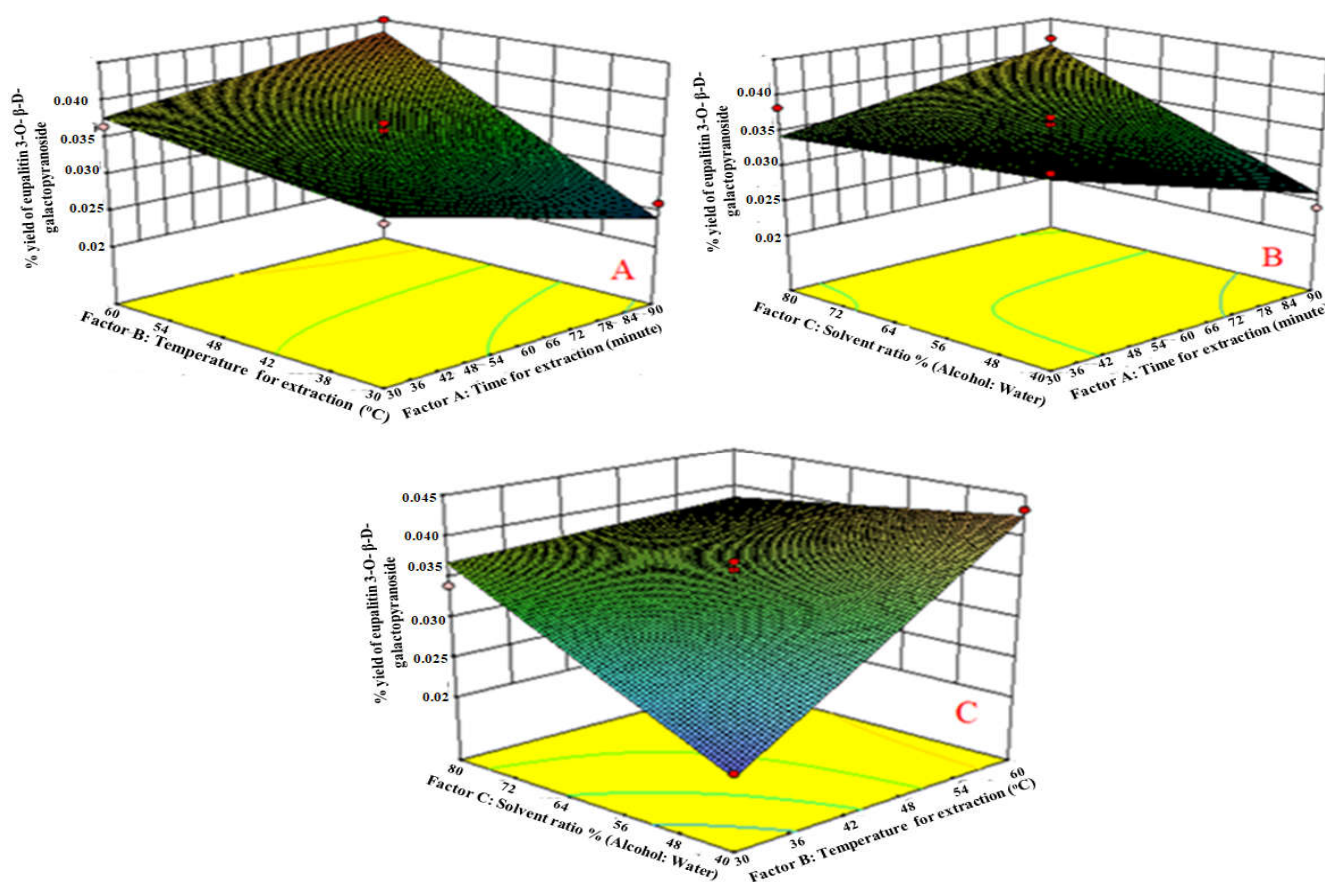 % yield of eupalitin 3-O- β-D-
galactopyranoside
0.040
0.035
0.030
0.025
0.02
60
54
48
42
38
30
Factor B: Temperature for extraction (°C)
30 36 42 48 54 60 66 72 78 84 90
Factor A: Time for extraction (minute)
A
% yield of eupalitin 3-O- β-D-
galactopyranoside
0.040
0.035
0.030
0.025
0.02
80
72
64
56
48
40
Factor C: Solvent ratio % (Alcohol: Water)
30 36 42 48 54 60 66 72 78 84 90
Factor A: Time for extraction (minute)
B
% yield of eupalitin 3-O- β-D-
galactopyranoside
0.045
0.040
0.035
0.030
0.025
0.02
80
72
64
56
48
40
Factor C: Solvent ratio % (Alcohol: Water)
30 36 42 48 54 60
Factor B: Temperature for extraction (°C)
C